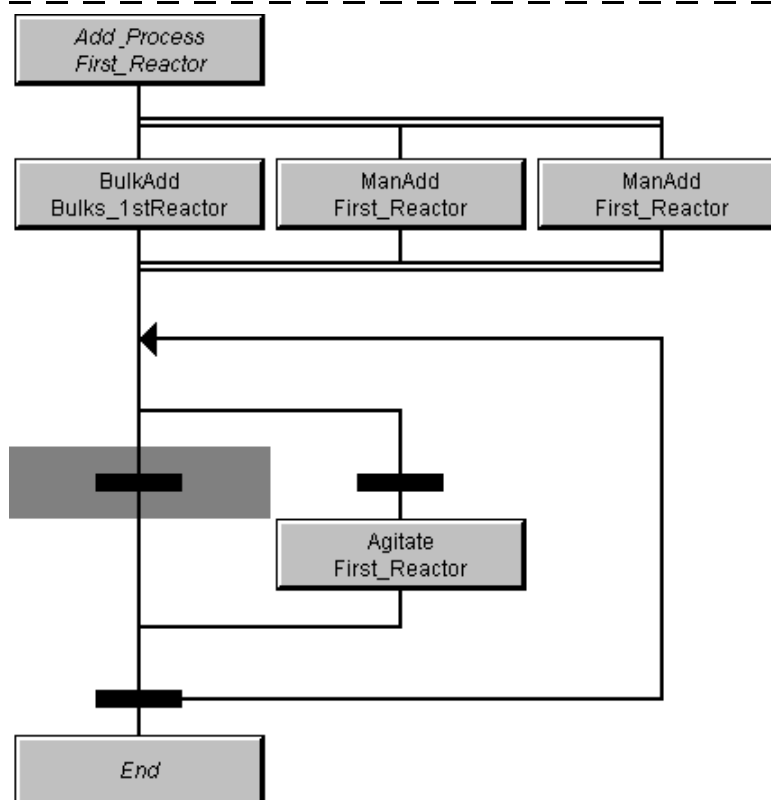 Add_Process
First_Reactor
BulkAdd
Bulks_1stReactor
ManAdd
First_Reactor
ManAdd
First_Reactor
Agitate
First_Reactor
End